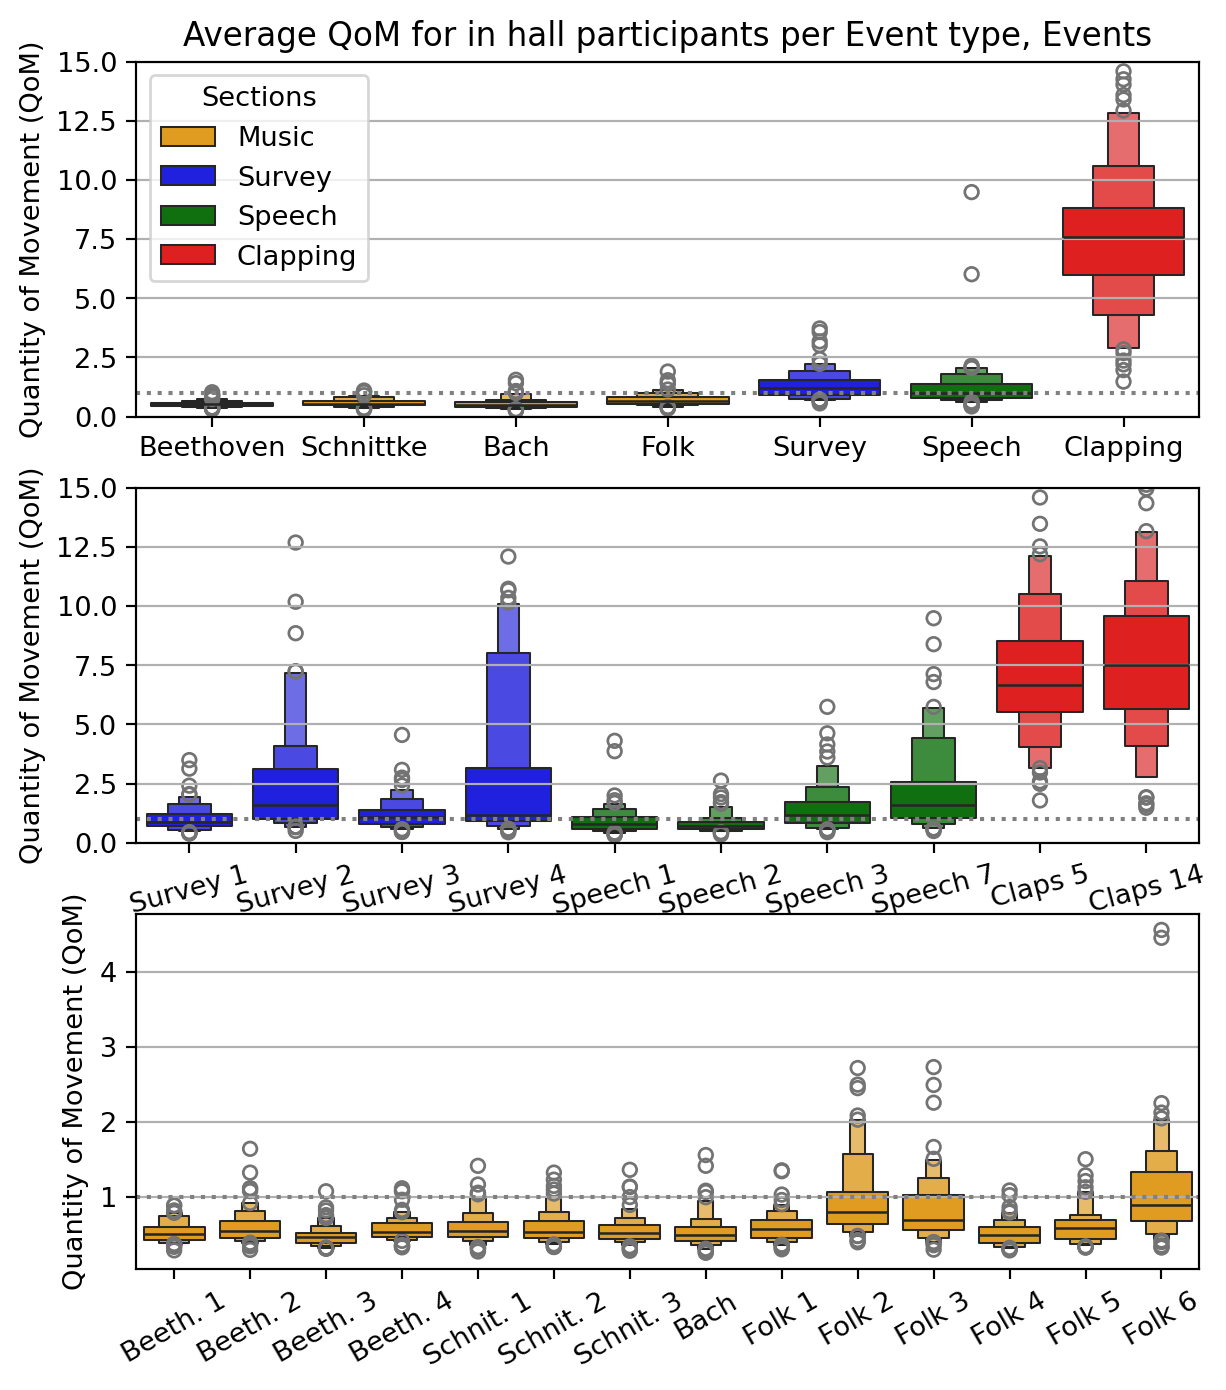 Average QoM for in hall participants per Event type, Events
Quantity of Movement (QoM)
15.0
12.5
10.0
7.5
5.0
2.5
0.0
Sections
Music
Survey
Speech
Clapping
Beethoven Schnittke Bach Folk Survey Speech Clapping
Quantity of Movement (QoM)
15.0
12.5
10.0
7.5
5.0
2.5
0.0
Survey 1 Survey 2 Survey 3 Survey 4 Speech 1 Speech 2 Speech 3 Speech 7 Claps 5 Claps 14
Quantity of Movement (QoM)
4
3
2
1
Beeth. 1 Beeth. 2 Beeth. 3 Beeth. 4 Schnit. 1 Schnit. 2 Schnit. 3 Bach Folk 1 Folk 2 Folk 3 Folk 4 Folk 5 Folk 6